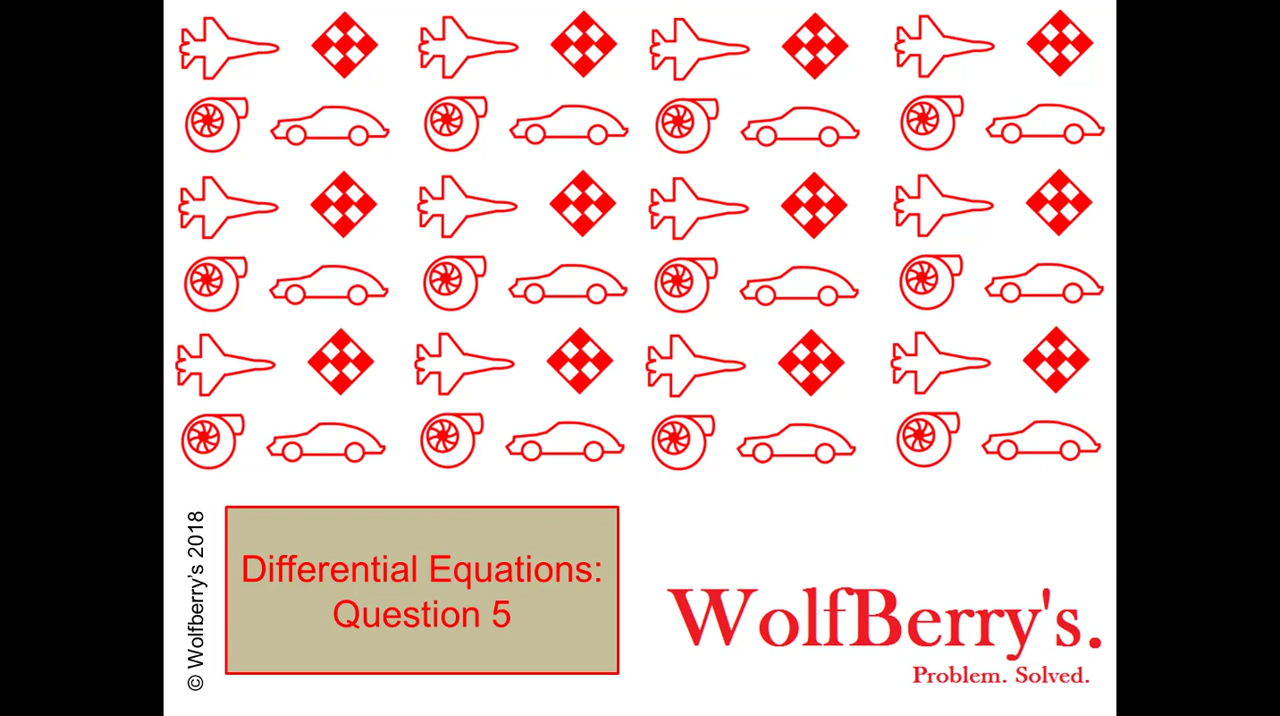 © Wolfberry's 2018
Differential Equations:
Question 5
WolfBerry's.
Problem. Solved.